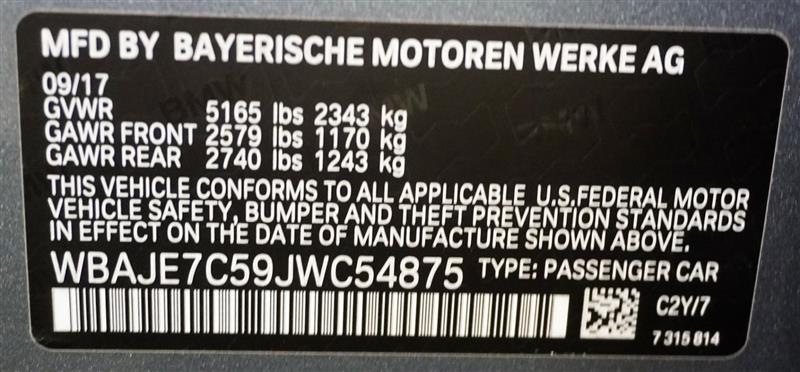 MFD BY BAYERISCHE MOTOREN WERKE AG
09/17
GVWR 5165 lbs 2343 kg
GAWR FRONT 2579 lbs 1170 kg
GAWR REAR 2740 lbs 1243 kg
THIS VEHICLE CONFORMS TO ALL APPLICABLE U.S.FEDERAL MOTOR
VEHICLE SAFETY, BUMPER AND THEFT PREVENTION STANDARDS
IN EFFECT ON THE DATE OF MANUFACTURE SHOWN ABOVE.
WBAJE7C59JWC54875 TYPE: PASSENGER CAR
C2Y/7
7 315 814
BMW
BMW